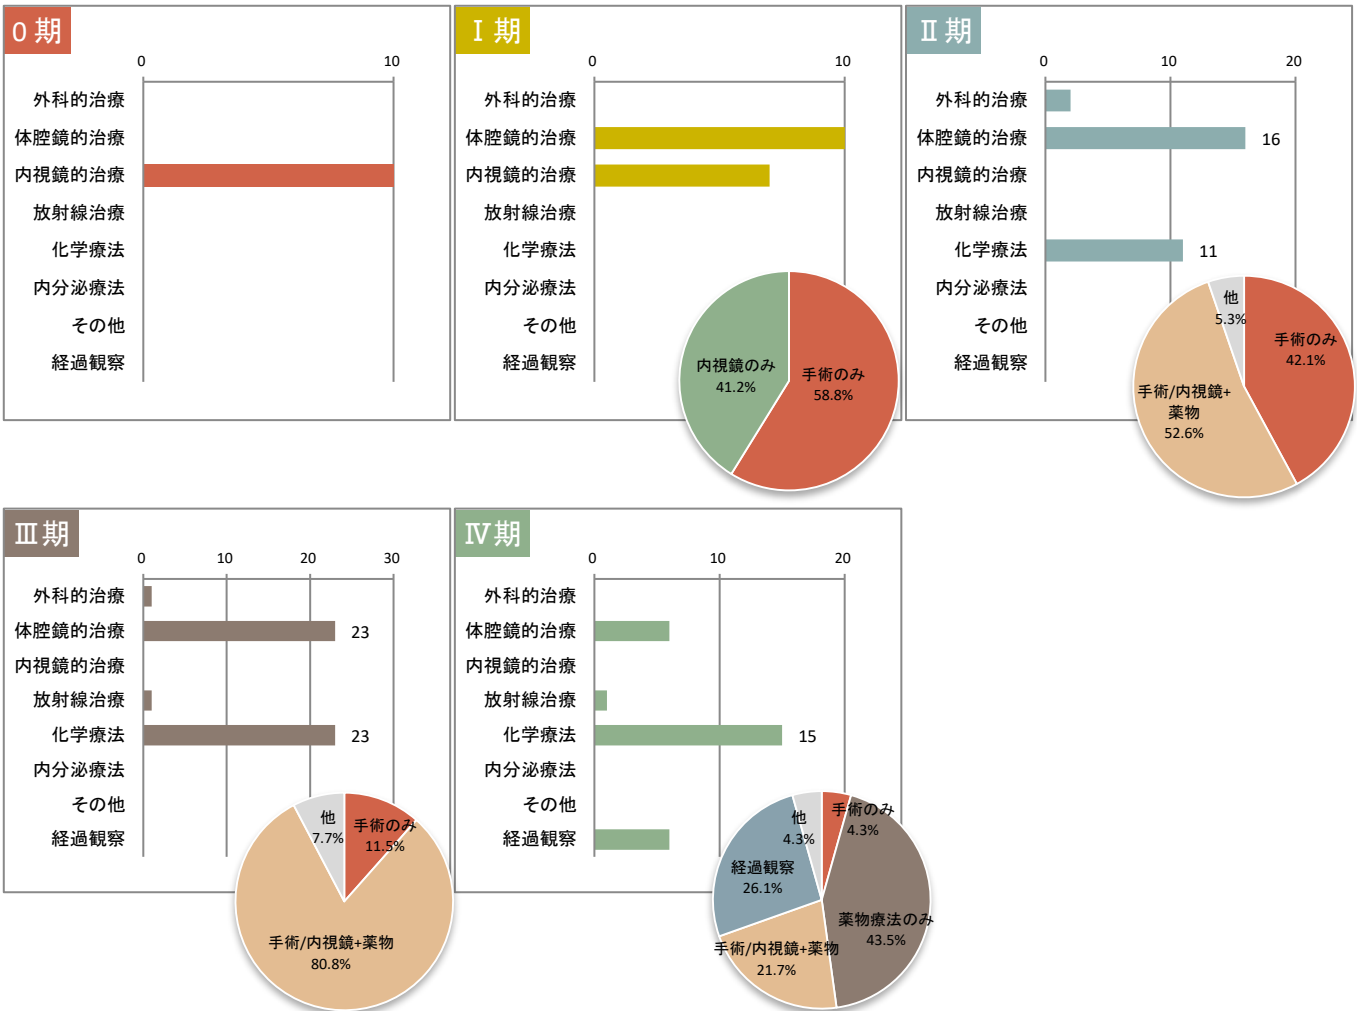 0 期
0 10
外科的治療
体腔鏡的治療
内視鏡的治療
放射線治療
化学療法
内分泌療法
その他
経過観察
Ⅰ 期
0 10
外科的治療
体腔鏡的治療
内視鏡的治療
放射線治療
化学療法
内分泌療法
その他
経過観察
内視鏡のみ
41.2%
手術のみ
58.8%
Ⅱ 期
0 10 20
外科的治療
体腔鏡的治療 16
内視鏡的治療
放射線治療
化学療法 11
内分泌療法
その他
経過観察
他
5.3%
手術のみ
42.1%
手術/内視鏡+
薬物
52.6%
Ⅲ 期
0 10 20 30
外科的治療
体腔鏡的治療 23
内視鏡的治療
放射線治療
化学療法 23
内分泌療法
その他
経過観察
他
7.7%
手術のみ
11.5%
手術/内視鏡+薬物
80.8%
Ⅳ 期
0 10 20
外科的治療
体腔鏡的治療
内視鏡的治療
放射線治療
化学療法 15
内分泌療法
その他
経過観察
他
4.3%
手術のみ
4.3%
経過観察
26.1%
薬物療法のみ
43.5%
手術/内視鏡+薬物
21.7%